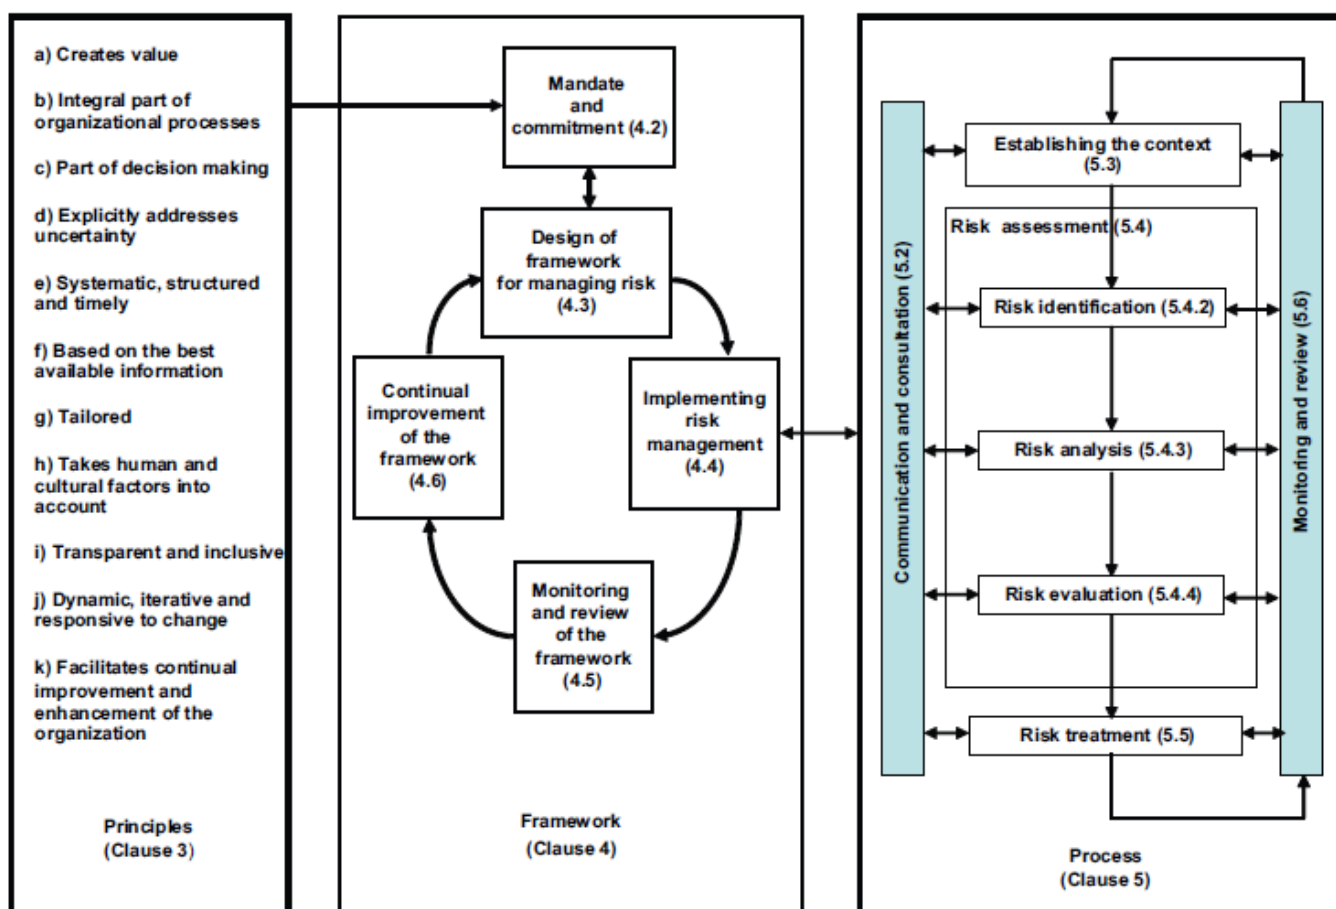 a) Creates value
b) Integral part of
organizational processes
c) Part of decision making
d) Explicitly addresses
uncertainty
e) Systematic, structured
and timely
f) Based on the best
available information
g) Tailored
h) Takes human and
cultural factors into
account
i) Transparent and inclusive
j) Dynamic, iterative and
responsive to change
k) Facilitates continual
improvement and
enhancement of the
organization
Principles
(Clause 3)
Mandate
and
commitment (4.2)
Design of
framework
for managing risk
(4.3)
Implementing
risk
management
(4.4)
Monitoring
and review
of the
framework
(4.5)
Continual
improvement
of the
framework
(4.6)
Framework
(Clause 4)
Communication and consultation (5.2)
Establishing the context
(5.3)
Risk assessment (5.4)
Risk identification (5.4.2)
Risk analysis (5.4.3)
Risk evaluation (5.4.4)
Risk treatment (5.5)
Monitoring and review (5.6)
Process
(Clause 5)